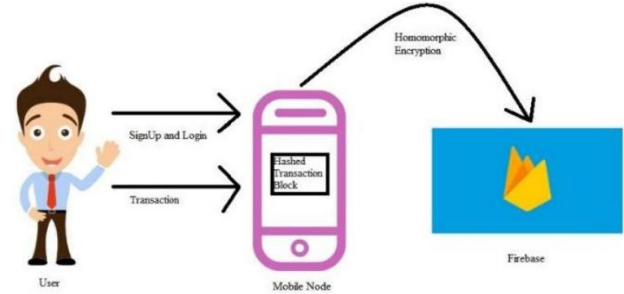 Homomorphic
Encryption
SignUp and Login
Hashed
Transaction
Block
Transaction
Firebase
User
Mobile Node